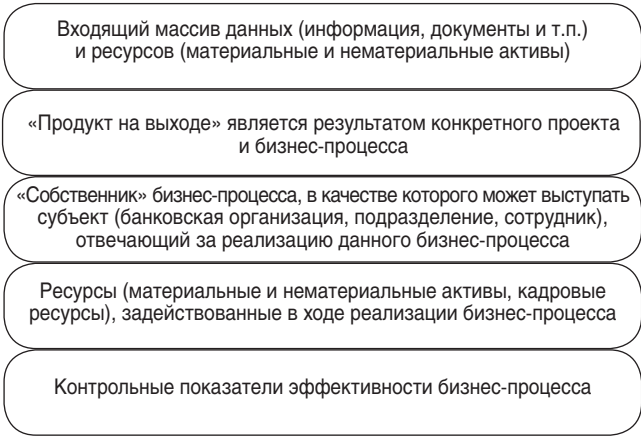 Входящий массив данных (информация, документы и т.п.)
и ресурсов (материальные и нематериальные активы)
«Продукт на выходе» является результатом конкретного проекта
и бизнес-процесса
«Собственник» бизнес-процесса, в качестве которого может выступать
субъект (банковская организация, подразделение, сотрудник),
отвечающий за реализацию данного бизнес-процесса
Ресурсы (материальные и нематериальные активы, кадровые
ресурсы), задействованные в ходе реализации бизнес-процесса
Контрольные показатели эффективности бизнес-процесса